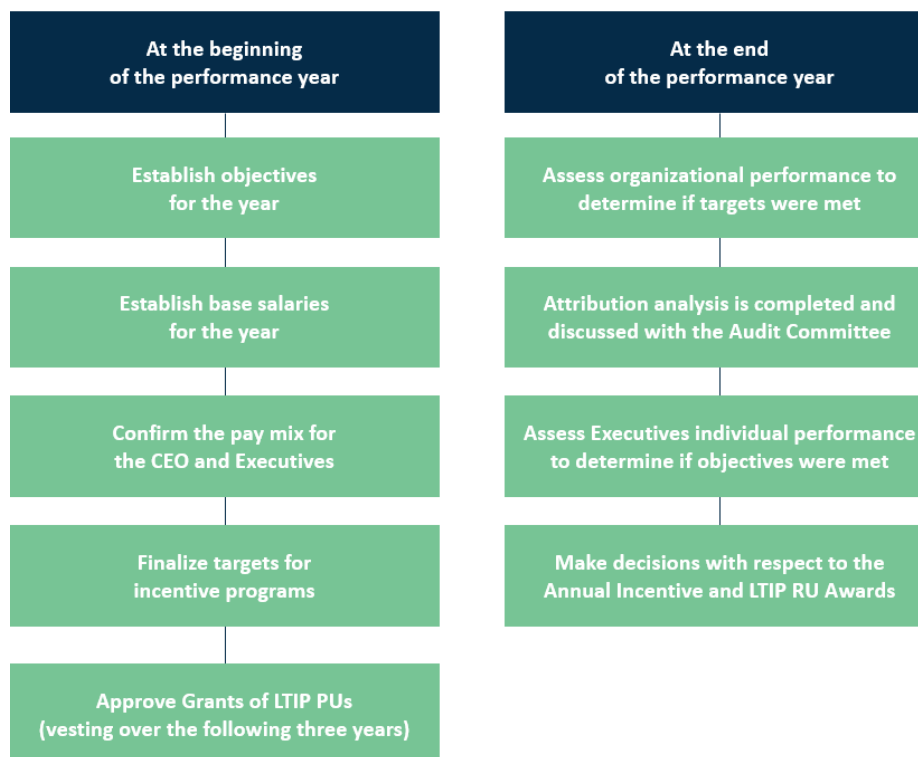 At the beginning
of the performance year
Establish objectives
for the year
Establish base salaries
for the year
Confirm the pay mix for
the CEO and Executives
Finalize targets for
incentive programs
Approve Grants of LTIP PUs
(vesting over the following three years)
At the end
of the performance year
Assess organizational performance to
determine if targets were met
Attribution analysis is completed and
discussed with the Audit Committee
Assess Executives individual performance
to determine if objectives were met
Make decisions with respect to the
Annual Incentive and LTIP RU Awards